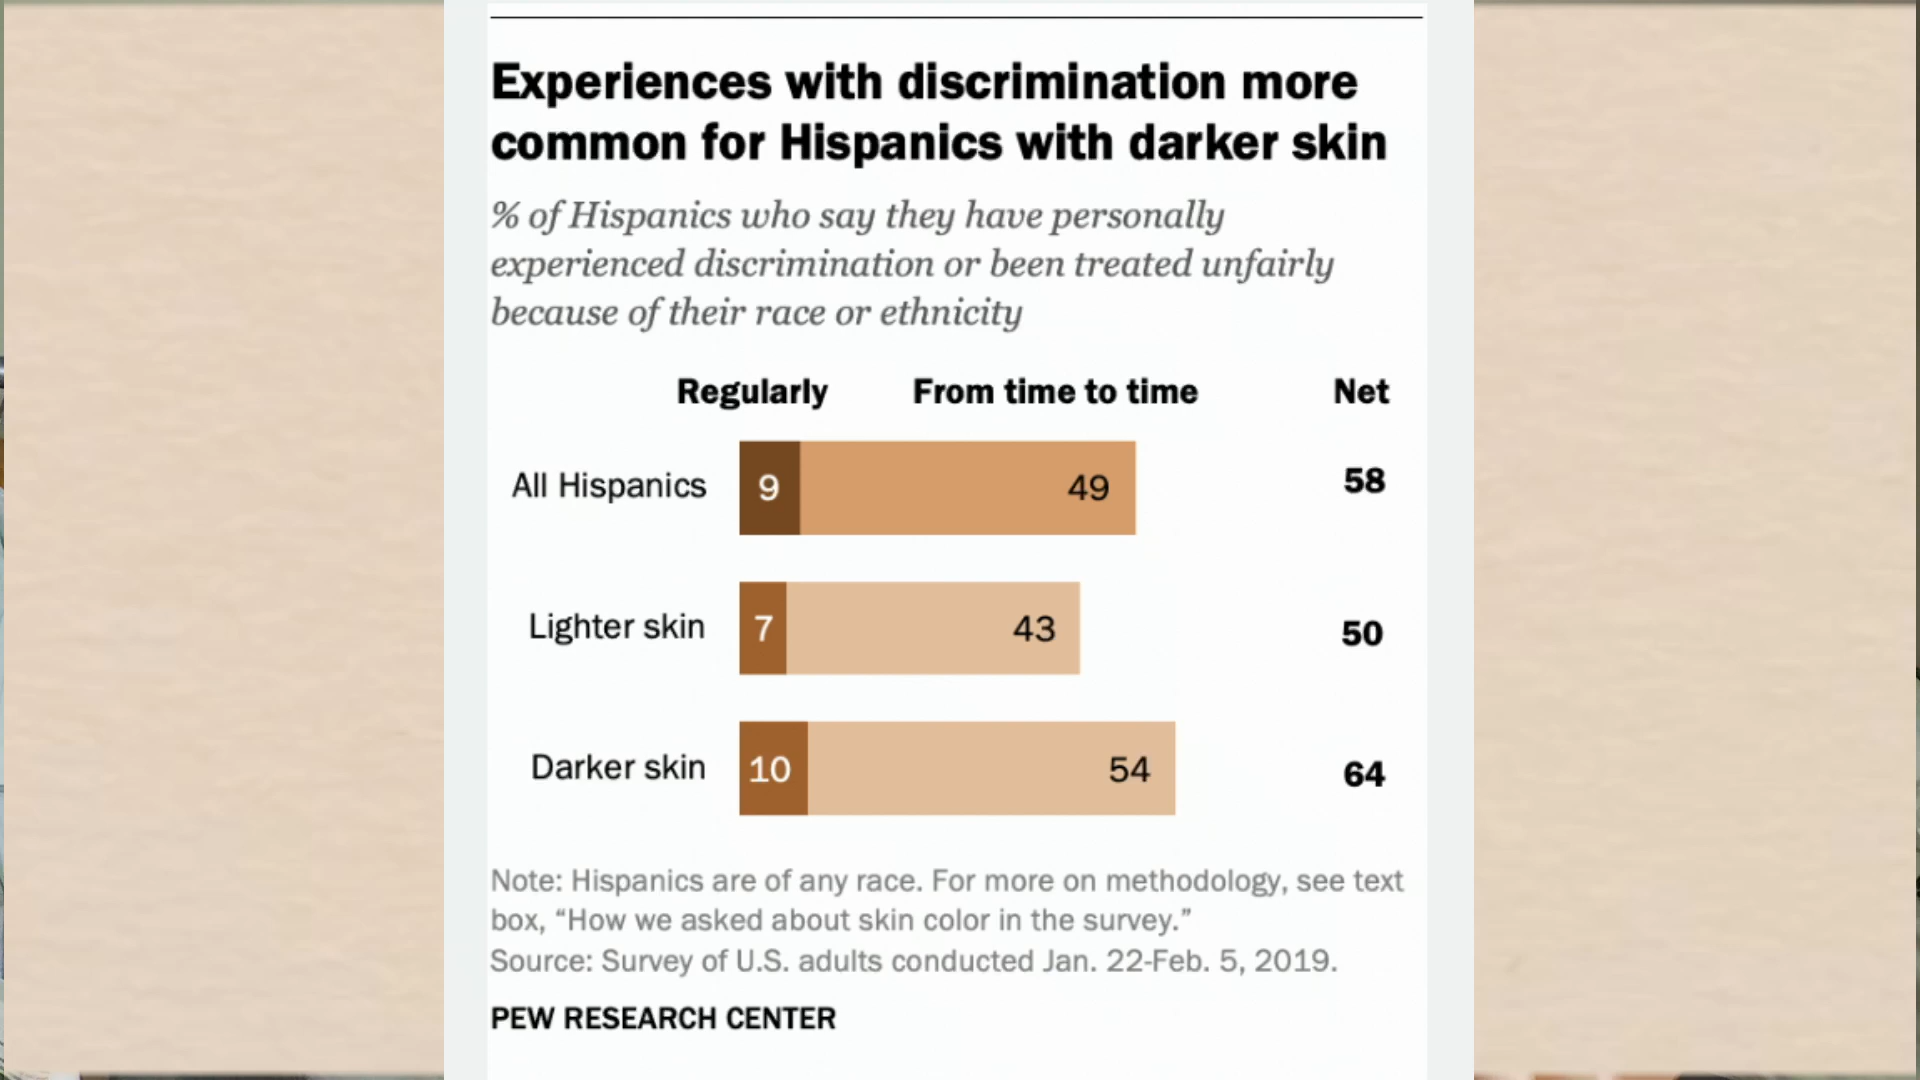 Experiences with discrimination more
common for Hispanics with darker skin
% of Hispanics who say they have personally
experienced discrimination or been treated unfairly
because of their race or ethnicity
Regularly From time to time Net
All Hispanics 9 49 58
Lighter skin 7 43 50
Darker skin 10 54 64
Note: Hispanics are of any race. For more on methodology, see text
box, “How we asked about skin color in the survey.”
Source: Survey of U.S. adults conducted Jan. 22-Feb. 5, 2019.
PEW RESEARCH CENTER